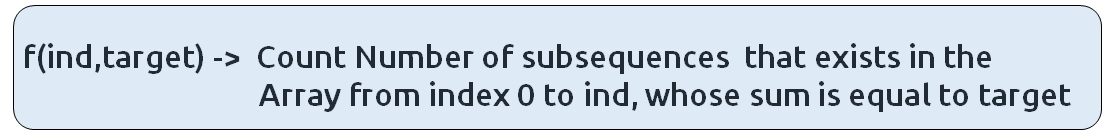 f(ind,target) -> Count Number of subsequences that exists in the
Array from index 0 to ind, whose sum is equal to target